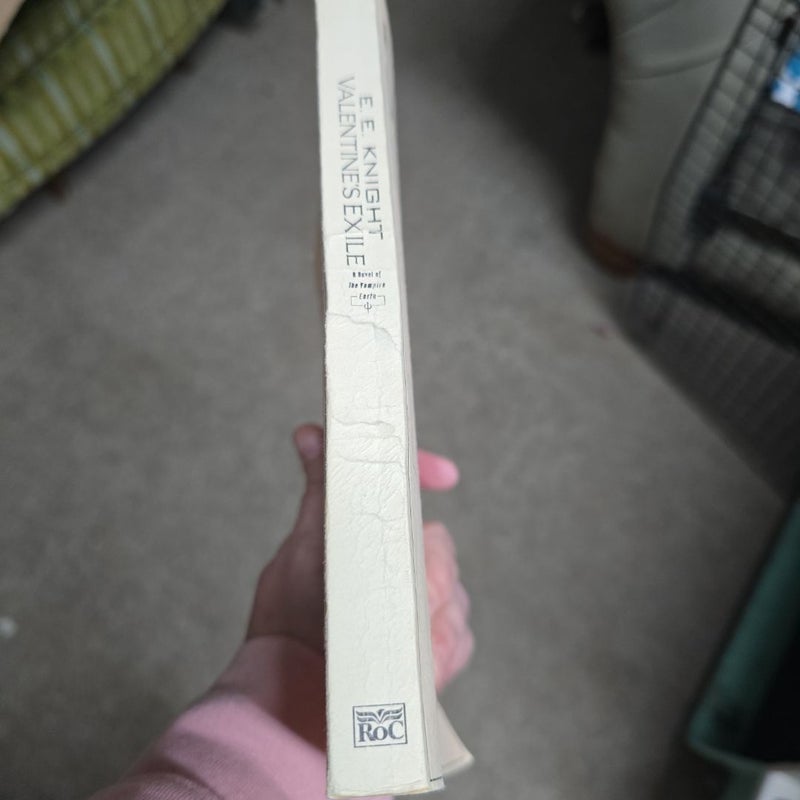 E. E. KNIGHT
VALENTINE'S EXILE
A Novel of
The Vampire
Earth
ROC